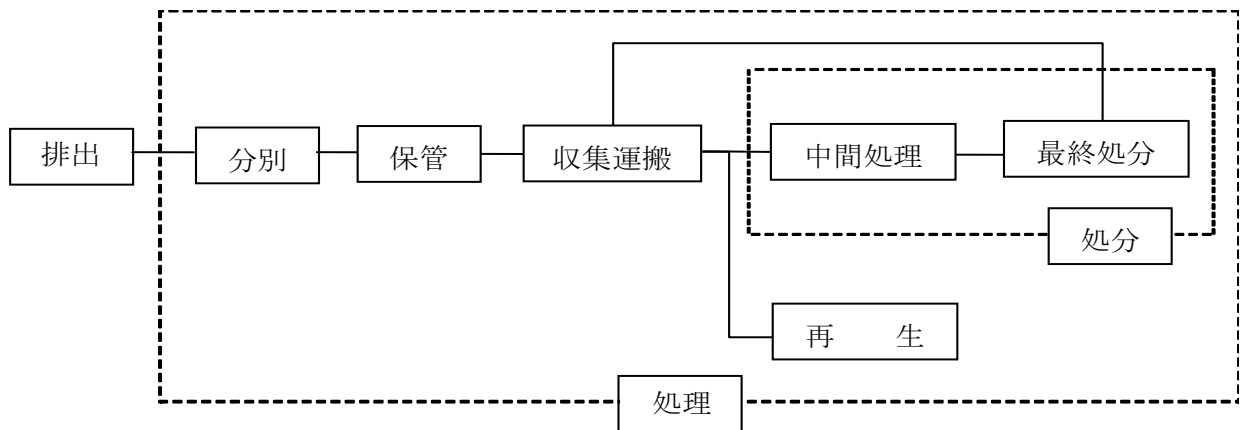 排出
分別
保管
収集運搬
中間処理
最終処分
処分
再 生
処理